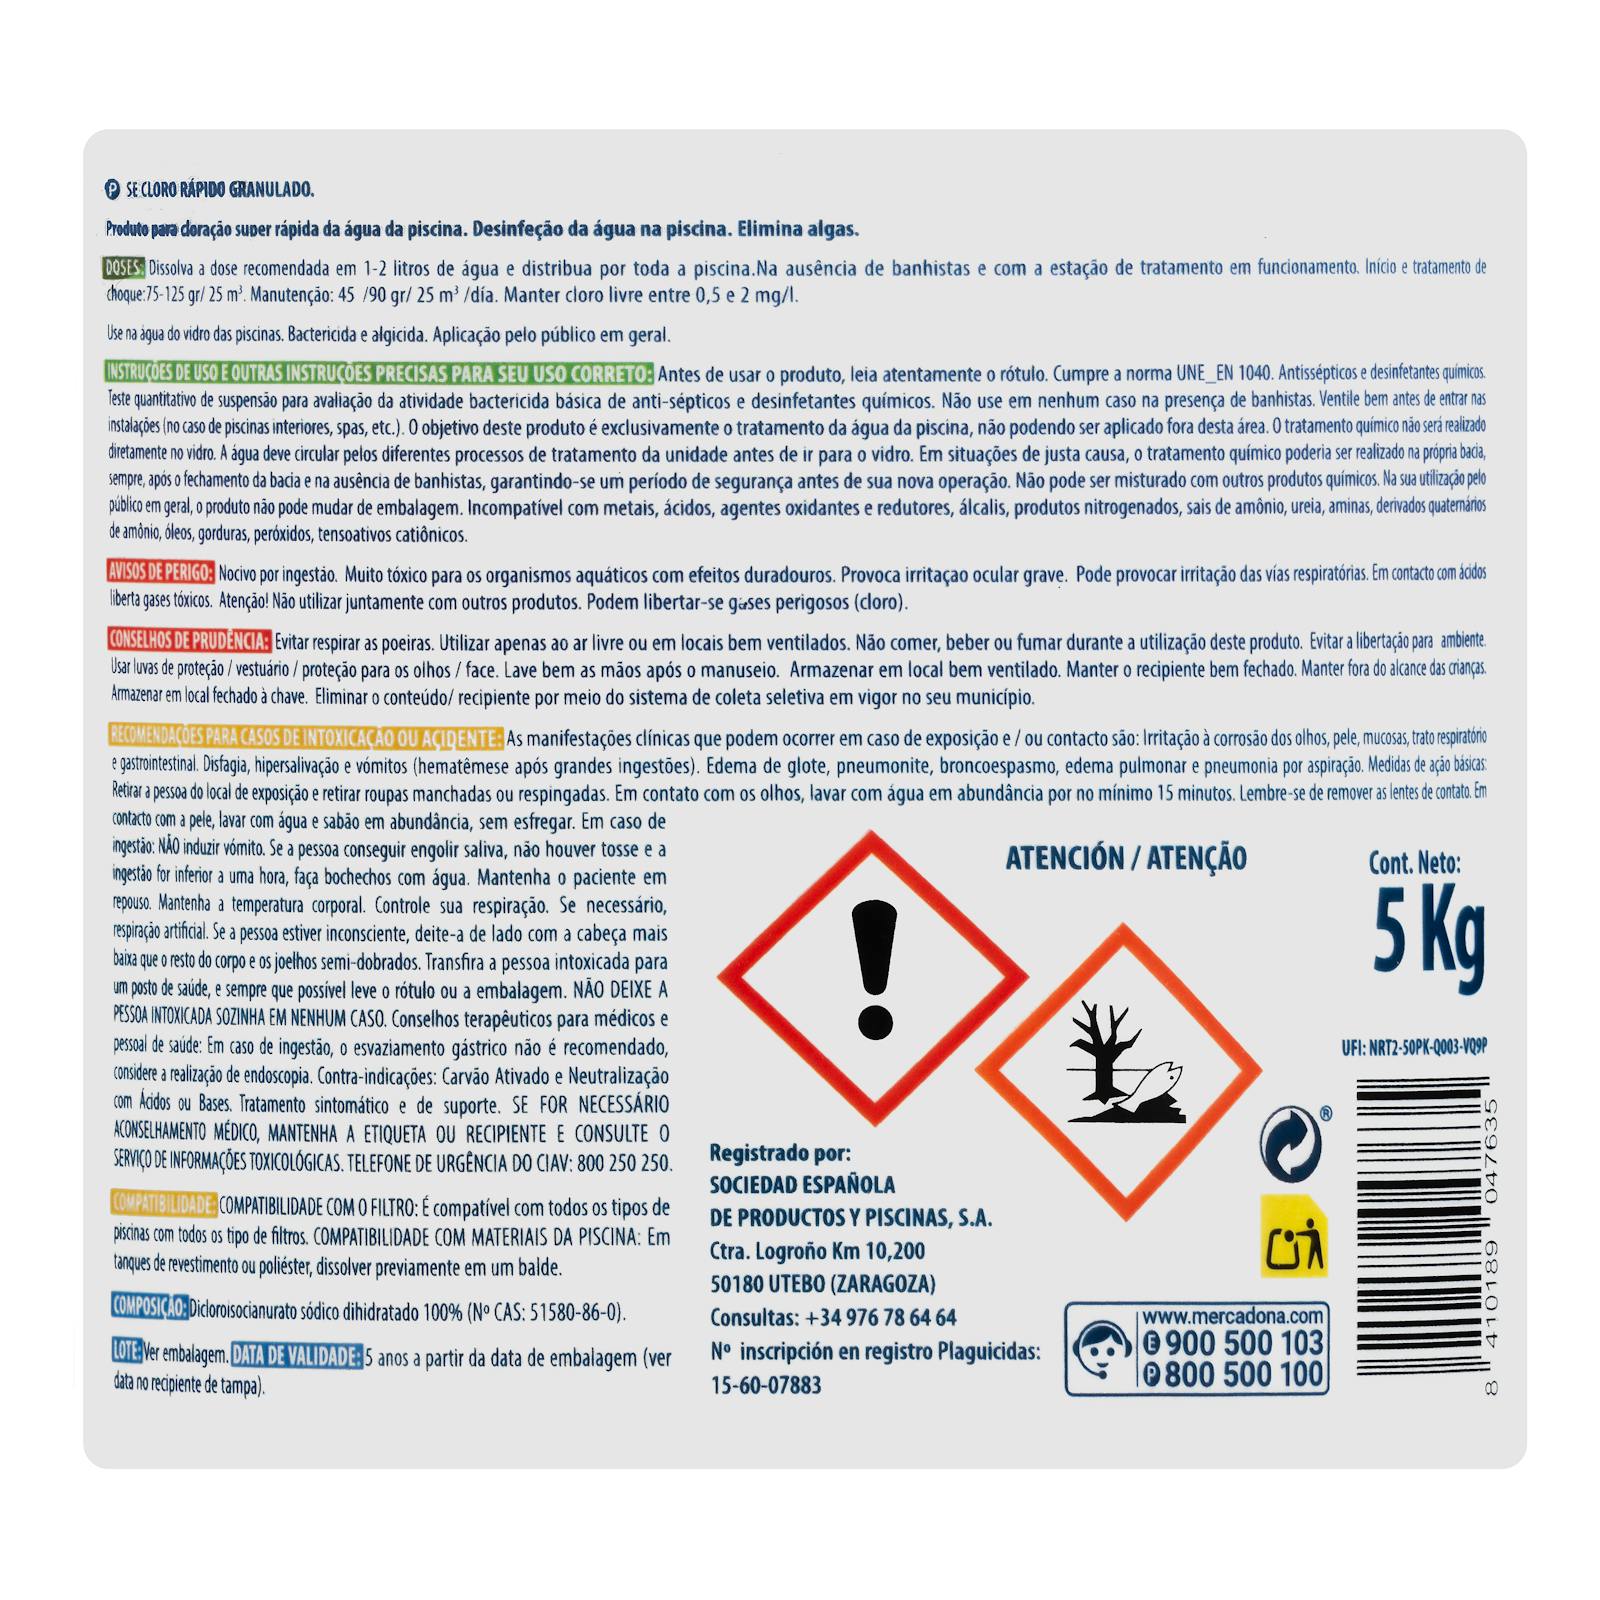 P SE CLORO RÁPIDO GRANULADO.
Produto para cloração super rápida da água da piscina. Desinfeção da água na piscina. Elimina algas.
DOSES: Dissolva a dose recomendada em 1-2 litros de água e distribua por toda a piscina.Na ausência de banhistas e com a estação de tratamento em funcionamento. Início e tratamento de
choque:75-125 gr/ 25 m³. Manutenção: 45 /90 gr/ 25 m³ /día. Manter cloro livre entre 0,5 e 2 mg/l.
Use na àgua do vidro das piscinas. Bactericida e algicida. Aplicação pelo público em geral.
INSTRUÇÕES DE USO E OUTRAS INSTRUÇÕES PRECISAS PARA SEU USO CORRETO: Antes de usar o produto, leia atentamente o rótulo. Cumpre a norma UNE_EN 1040. Antissépticos e desinfetantes químicos.
Teste quantitativo de suspensão para avaliação da atividade bactericida básica de anti-sépticos e desinfetantes químicos. Não use em nenhum caso na presença de banhistas. Ventile bem antes de entrar nas
instalações (no caso de piscinas interiores, spas, etc.). O objetivo deste produto é exclusivamente o tratamento da água da piscina, não podendo ser aplicado fora desta área. O tratamento químico não será realizado
diretamente no vidro. A água deve circular pelos diferentes processos de tratamento da unidade antes de ir para o vidro. Em situações de justa causa, o tratamento químico poderia ser realizado na própria bacia,
sempre, após o fechamento da bacia e na ausência de banhistas, garantindo-se um período de segurança antes de sua nova operação. Não pode ser misturado com outros produtos químicos. Na sua utilização pelo
público em geral, o produto não pode mudar de embalagem. Incompatível com metais, ácidos, agentes oxidantes e redutores, álcalis, produtos nitrogenados, sais de amônio, ureia, aminas, derivados quaternários
de amônio, óleos, gorduras, peróxidos, tensoativos catiônicos.
AVISOS DE PERIGO: Nocivo por ingestão. Muito tóxico para os organismos aquáticos com efeitos duradouros. Provoca irritaçao ocular grave. Pode provocar irritação das vías respiratórias. Em contacto com ácidos
liberta gases tóxicos. Atenção! Não utilizar juntamente com outros produtos. Podem libertar-se gases perigosos (cloro).
CONSELHOS DE PRUDÊNCIA: Evitar respirar as poeiras. Utilizar apenas ao ar livre ou em locais bem ventilados. Não comer, beber ou fumar durante a utilização deste produto. Evitar a libertação para ambiente.
Usar luvas de proteção / vestuário / proteção para os olhos / face. Lave bem as mãos após o manuseio. Armazenar em local bem ventilado. Manter o recipiente bem fechado. Manter fora do alcance das crianças.
Armazenar em local fechado à chave. Eliminar o conteúdo/ recipiente por meio do sistema de coleta seletiva em vigor no seu município.
RECOMENDAÇÕES PARA CASOS DE INTOXICAÇÃO OU AÇIDENTE: As manifestações clínicas que podem ocorrer em caso de exposição e / ou contacto são: Irritação à corrosão dos olhos, pele, mucosas, trato respiratório
e gastrointestinal. Disfagia, hipersalivação e vômitos (hematêmese após grandes ingestões). Edema de glote, pneumonite, broncoespasmo, edema pulmonar e pneumonia por aspiração. Medidas de ação básicas:
Retirar a pessoa do local de exposição e retirar roupas manchadas ou respingadas. Em contato com os olhos, lavar com água em abundância por no mínimo 15 minutos. Lembre-se de remover as lentes de contato. Em
contacto com a pele, lavar com água e sabão em abundância, sem esfregar. Em caso de
ingestão: NÃO induzir vómito. Se a pessoa conseguir engolir saliva, não houver tosse e a
ingestão for inferior a uma hora, faça bochechos com água. Mantenha o paciente em
repouso. Mantenha a temperatura corporal. Controle sua respiração. Se necessário,
respiração artificial. Se a pessoa estiver inconsciente, deite-a de lado com a cabeça mais
baixa que o resto do corpo e os joelhos semi-dobrados. Transfira a pessoa intoxicada para
um posto de saúde, e sempre que possível leve o rótulo ou a embalagem. NÃO DEIXE A
PESSOA INTOXICADA SOZINHA EM NENHUM CASO. Conselhos terapêuticos para médicos e
pessoal de saúde: Em caso de ingestão, o esvaziamento gástrico não é recomendado,
considere a realização de endoscopia. Contra-indicações: Carvão Ativado e Neutralização
com Ácidos ou Bases. Tratamento sintomático e de suporte. SE FOR NECESSÁRIO
ACONSELHAMENTO MÉDICO, MANTENHA A ETIQUETA OU RECIPIENTE E CONSULTE O
SERVIÇO DE INFORMAÇÕES TOXICOLÓGICAS. TELEFONE DE URGÊNCIA DO CIAV: 800 250 250.
COMPATIBILIDADE: COMPATIBILIDADE COM O FILTRO: É compatível com todos os tipos de
piscinas com todos os tipo de filtros. COMPATIBILIDADE COM MATERIAIS DA PISCINA: Em
tanques de revestimento ou poliéster, dissolver previamente em um balde.
COMPOSIÇÃO: Dicloroisocianurato sódico dihidratado 100% (Nº CAS: 51580-86-0).
LOTE: Ver embalagem. DATA DE VALIDADE: 5 anos a partir da data de embalagem (ver
data no recipiente de tampa).
ATENCIÓN / ATENÇÃO
Cont. Neto:
5 Kg
UFI: NRT2-50PK-Q003-VQ9P
®
8 410189 047635
Registrado por:
SOCIEDAD ESPAÑOLA
DE PRODUCTOS Y PISCINAS, S.A.
Ctra. Logroño Km 10,200
50180 UTEBO (ZARAGOZA)
Consultas: +34 976 78 64 64
Nº inscripción en registro Plaguicidas:
15-60-07883
www.mercadona.com
E 900 500 103
P 800 500 100